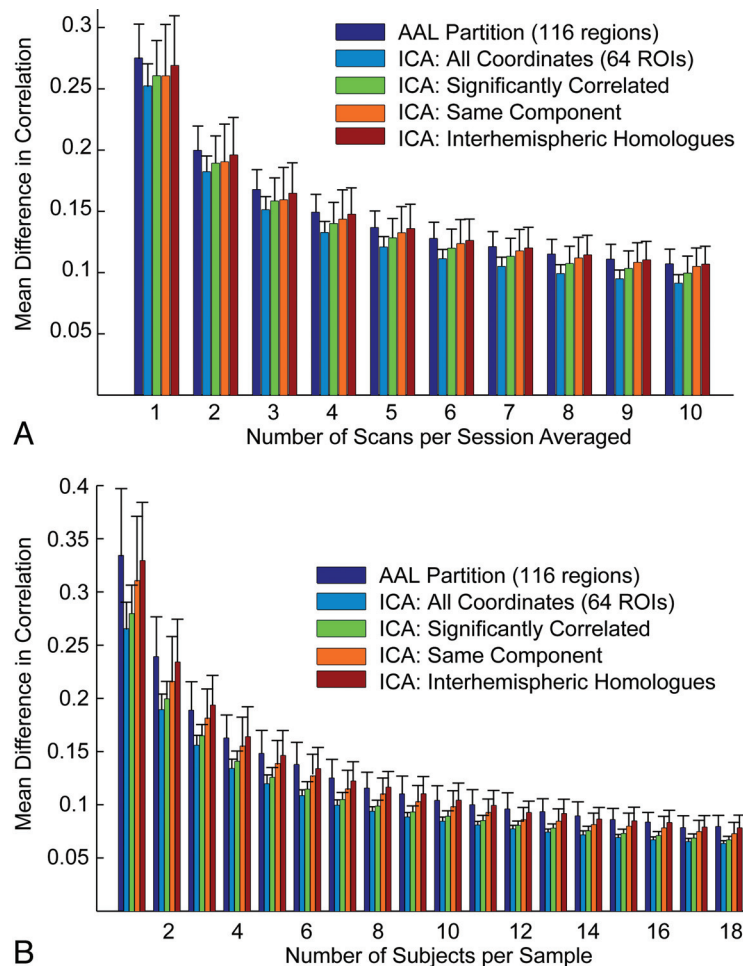 0.3
0.25
0.2
0.15
0.1
0.05
Mean Difference in Correlation
AAL Partition (116 regions)
ICA: All Coordinates (64 ROIs)
ICA: Significantly Correlated
ICA: Same Component
ICA: Interhemispheric Homologues
1 2 3 4 5 6 7 8 9 10
Number of Scans per Session Averaged
A
0.4
0.35
0.3
0.25
0.2
0.15
0.1
0.05
Mean Difference in Correlation
AAL Partition (116 regions)
ICA: All Coordinates (64 ROIs)
ICA: Significantly Correlated
ICA: Same Component
ICA: Interhemispheric Homologues
2 4 6 8 10 12 14 16 18
Number of Subjects per Sample
B